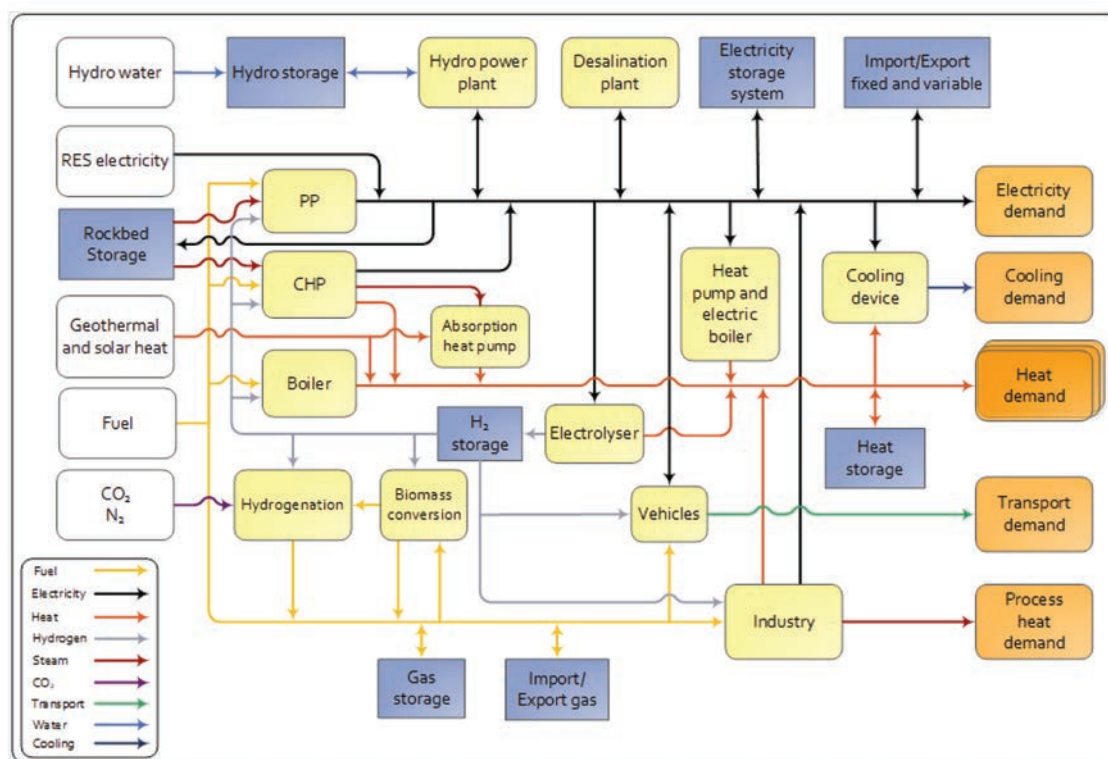 Hydro water
Hydro storage
Hydro power
plant
Desalination
plant
Electricity
storage
system
Import/Export
fixed and variable
RES electricity
PP
Electricity
demand
Rockbed
Storage
CHP
Heat
pump and
electric
boiler
Cooling
device
Cooling
demand
Geothermal
and solar heat
Absorption
heat pump
Boiler
Heat
demand
Fuel
H₂
storage
Electrolyser
Heat
storage
CO₂
N₂
Hydrogenation
Biomass
conversion
Vehicles
Transport
demand
Fuel
Electricity
Heat
Hydrogen
Steam
CO₂
Transport
Water
Cooling
Industry
Process
heat
demand
Gas
storage
Import/
Export gas